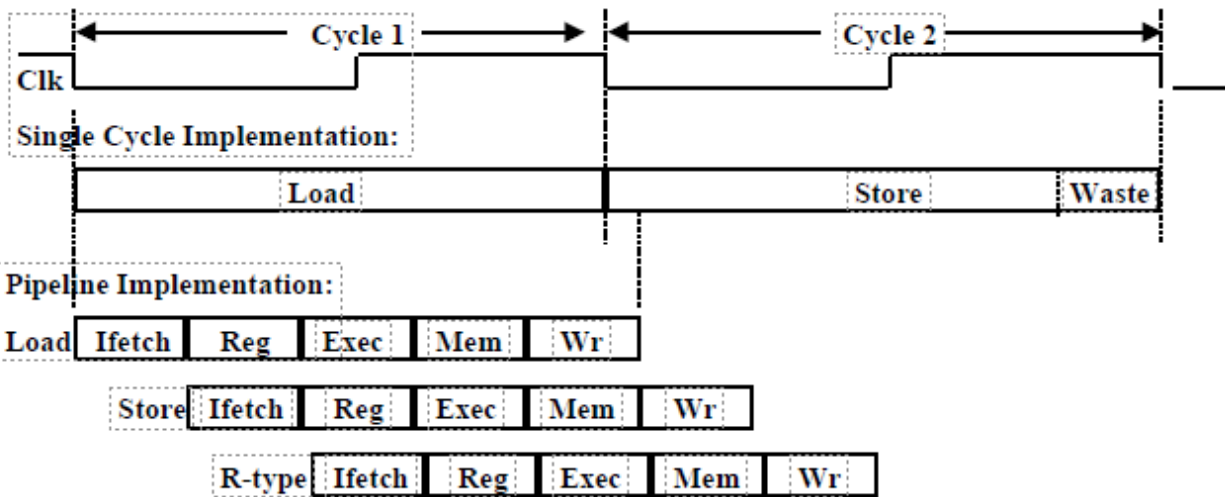 Cycle 1 Cycle 2
Clk
Single Cycle Implementation:
Load Store Waste
Pipeline Implementation:
Load Ifetch Reg Exec Mem Wr
Store Ifetch Reg Exec Mem Wr
R-type Ifetch Reg Exec Mem Wr